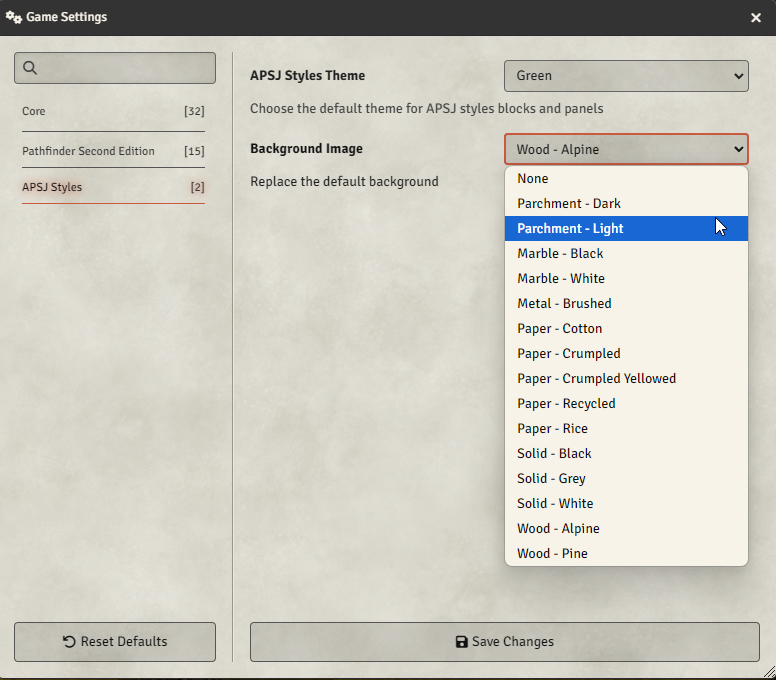 Game Settings
Core [32]
Pathfinder Second Edition [15]
APSJ Styles [2]
Reset Defaults
APSJ Styles Theme
Green
Choose the default theme for APSJ styles blocks and panels
Background Image
Wood - Alpine
Replace the default background
None
Parchment - Dark
Parchment - Light
Marble - Black
Marble - White
Metal - Brushed
Paper - Cotton
Paper - Crumpled
Paper - Crumpled Yellowed
Paper - Recycled
Paper - Rice
Solid - Black
Solid - Grey
Solid - White
Wood - Alpine
Wood - Pine
Save Changes